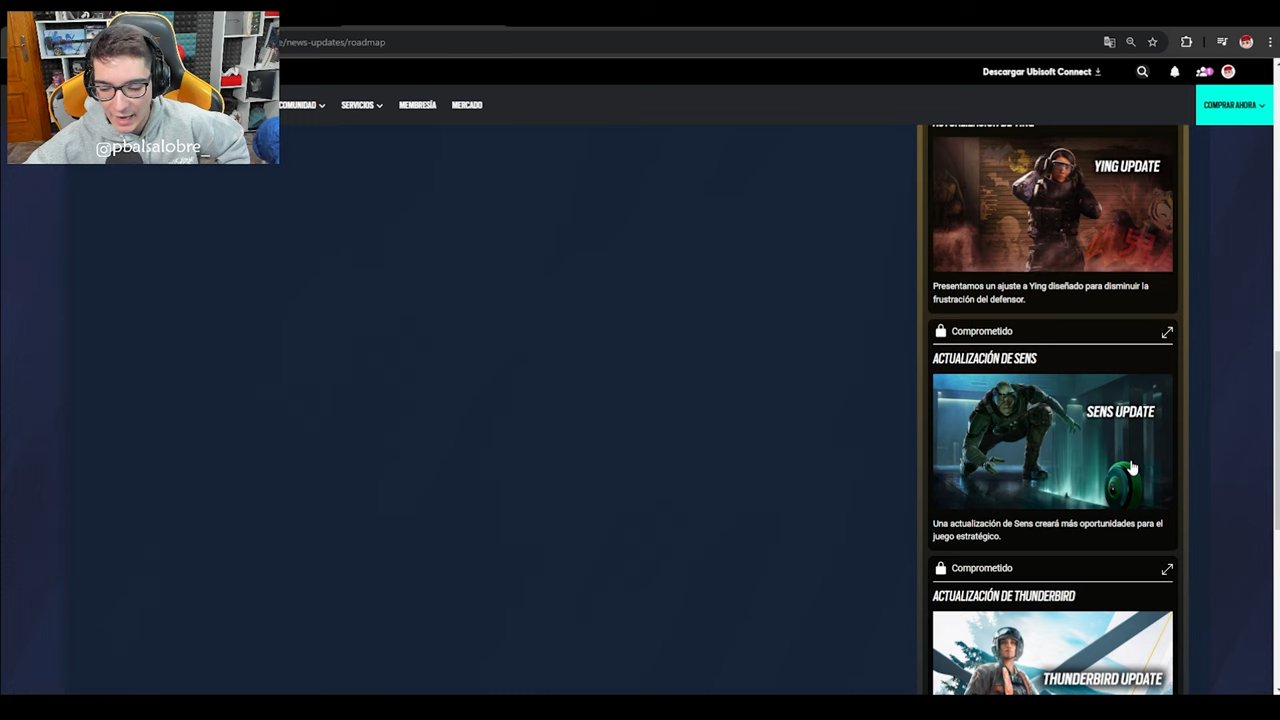 e/news-updates/roadmap
Descargar Ubisoft Connect
COMUNIDAD
SERVICIOS
MEMBRESÍA
MERCADO
COMPRAR AHORA
@pbalsalobre_
YING UPDATE
Presentamos un ajuste a Ying diseñado para disminuir la
frustración del defensor.
Comprometido
ACTUALIZACIÓN DE SENS
SENS UPDATE
Una actualización de Sens creará más oportunidades para el
juego estratégico.
Comprometido
ACTUALIZACIÓN DE THUNDERBIRD
THUNDERBIRD UPDATE